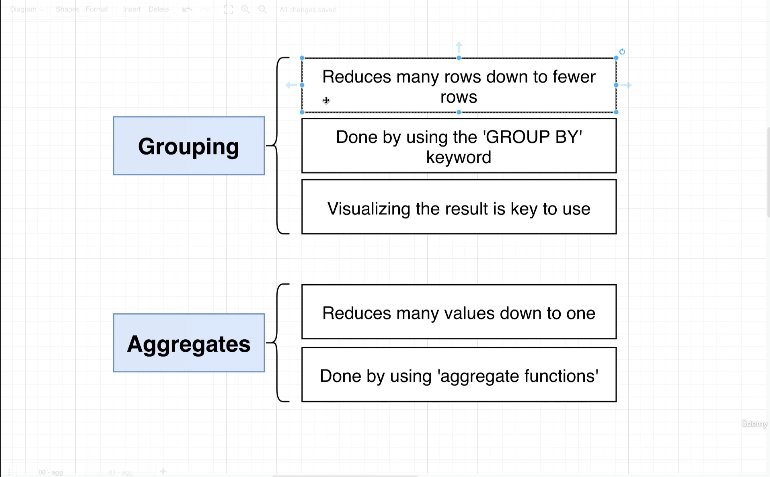 Diagram Shapes Format Insert Delete All changes saved
Reduces many rows down to fewer
rows
Grouping
Done by using the 'GROUP BY'
keyword
Visualizing the result is key to use
Reduces many values down to one
Aggregates
Done by using 'aggregate functions'
Udemy